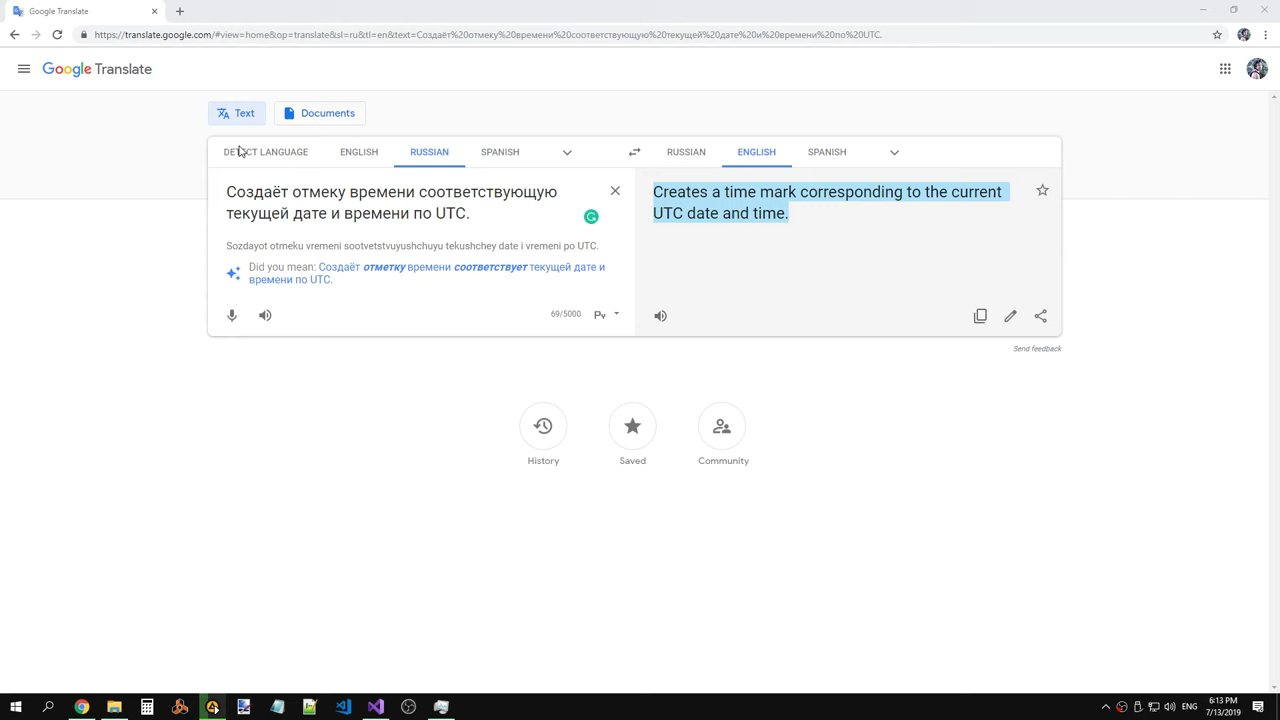 Google Translate
https://translate.google.com/#view=home&op=translate&sl=ru&tl=en&text=Создаёт%20отмеку%20времени%20соответствующую%20текущей%20дате%20и%20времени%20по%20UTC.
Google Translate
Text
Documents
DETECT LANGUAGE ENGLISH RUSSIAN SPANISH
RUSSIAN ENGLISH SPANISH
Создаёт отмеку времени соответствующую
текущей дате и времени по UTC.
Sozdayot otmeku vremeni sootvetstvuyushchuyu tekushchey date i vremeni po UTC.
Did you mean: Создаёт отметку времени соответствует текущей дате и
времени по UTC.
69/5000
Ру
Creates a time mark corresponding to the current
UTC date and time.
Send feedback
History
Saved
Community
ENG
6:13 PM
7/13/2019